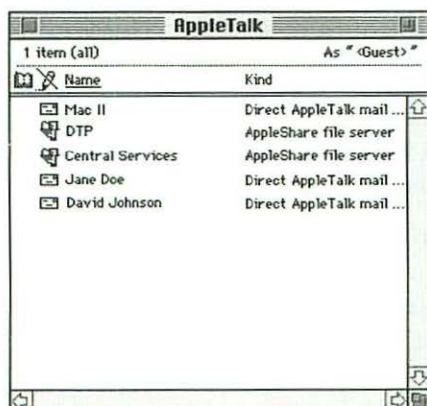 AppleTalk
1 item (all) As "<Guest>"
Name Kind
Mac II Direct AppleTalk mail ...
DTP AppleShare file server
Central Services AppleShare file server
Jane Doe Direct AppleTalk mail ...
David Johnson Direct AppleTalk mail ...